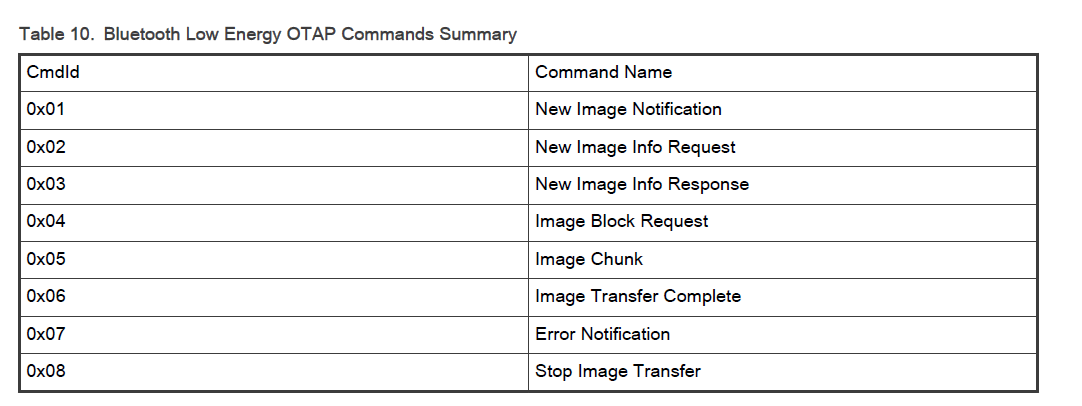 Table 10. Bluetooth Low Energy OTAP Commands Summary
CmdId Command Name
0x01 New Image Notification
0x02 New Image Info Request
0x03 New Image Info Response
0x04 Image Block Request
0x05 Image Chunk
0x06 Image Transfer Complete
0x07 Error Notification
0x08 Stop Image Transfer